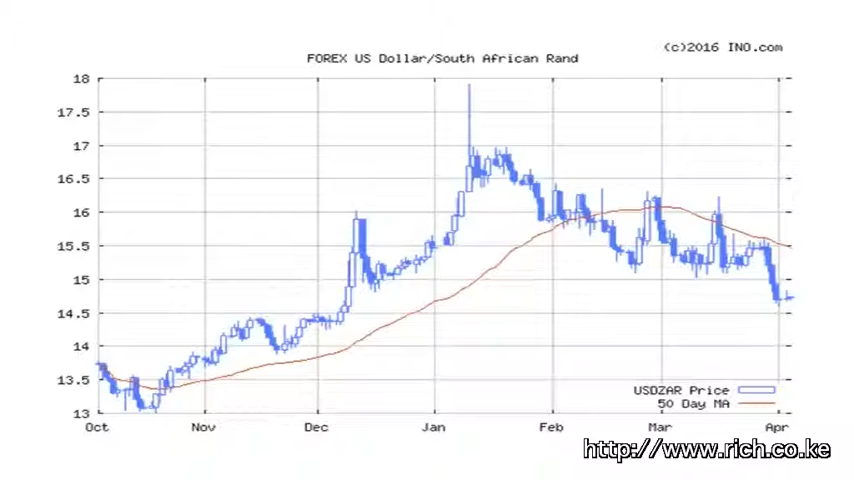 (c)2016 INO.com
FOREX US Dollar/South African Rand
18
17.5
17
16.5
16
15.5
15
14.5
14
13.5
13
USDZAR Price
50 Day MA
Oct Nov Dec Jan Feb Mar Apr
http://www.rich.co.ke